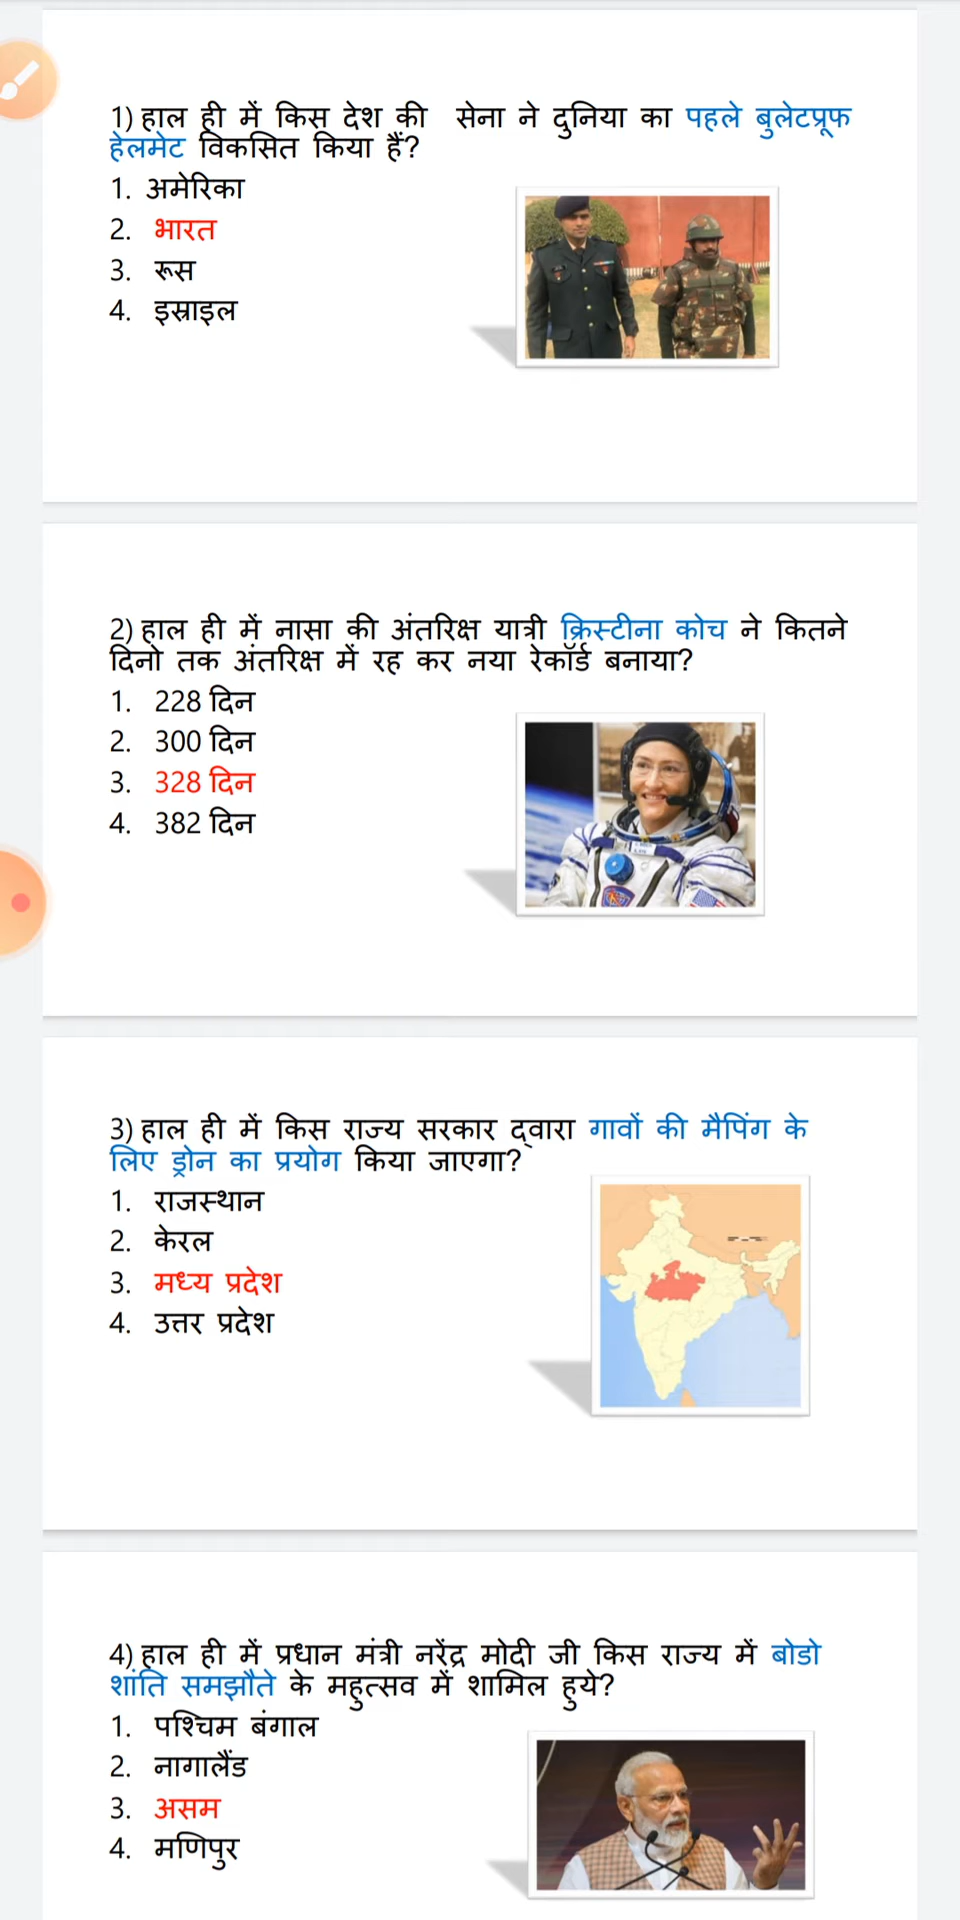 1) हाल ही में किस देश की सेना ने दुनिया का पहले बुलेटप्रूफ
हेलमेट विकसित किया हैं?
1. अमेरिका
2. भारत
3. रूस
4. इस्राइल
2) हाल ही में नासा की अंतरिक्ष यात्री क्रिस्टीना कोच ने कितने
दिनो तक अंतरिक्ष में रह कर नया रेकॉर्ड बनाया?
1. 228 दिन
2. 300 दिन
3. 328 दिन
4. 382 दिन
3) हाल ही में किस राज्य सरकार द्वारा गावों की मैपिंग के
लिए ड्रोन का प्रयोग किया जाएगा?
1. राजस्थान
2. केरल
3. मध्य प्रदेश
4. उत्तर प्रदेश
4) हाल ही में प्रधान मंत्री नरेंद्र मोदी जी किस राज्य में बोडो
शांति समझौते के महुत्सव में शामिल हुये?
1. पश्चिम बंगाल
2. नागालैंड
3. असम
4. मणिपुर